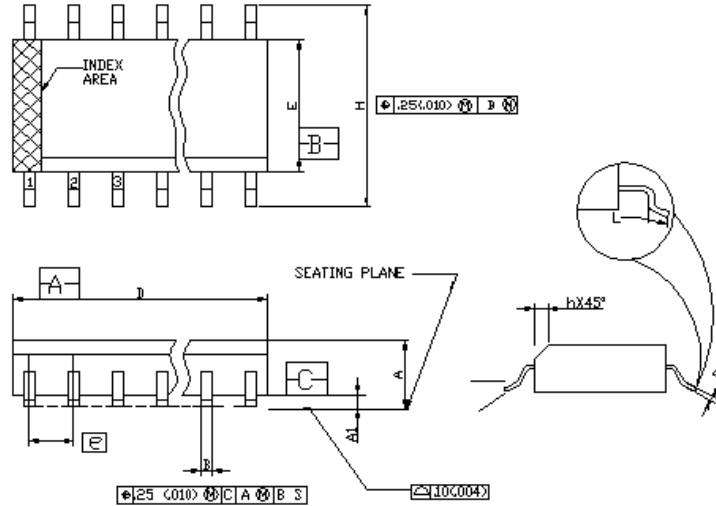 INDEX
AREA
E
H
⌖ .25(.010) Ⓜ B Ⓜ
-B-
1 2 3
L
-A-
D
SEATING PLANE
hX45°
A
-C-
A1
e
B
⌖ .25 (.010) Ⓜ C A Ⓜ B S
.10(.004)